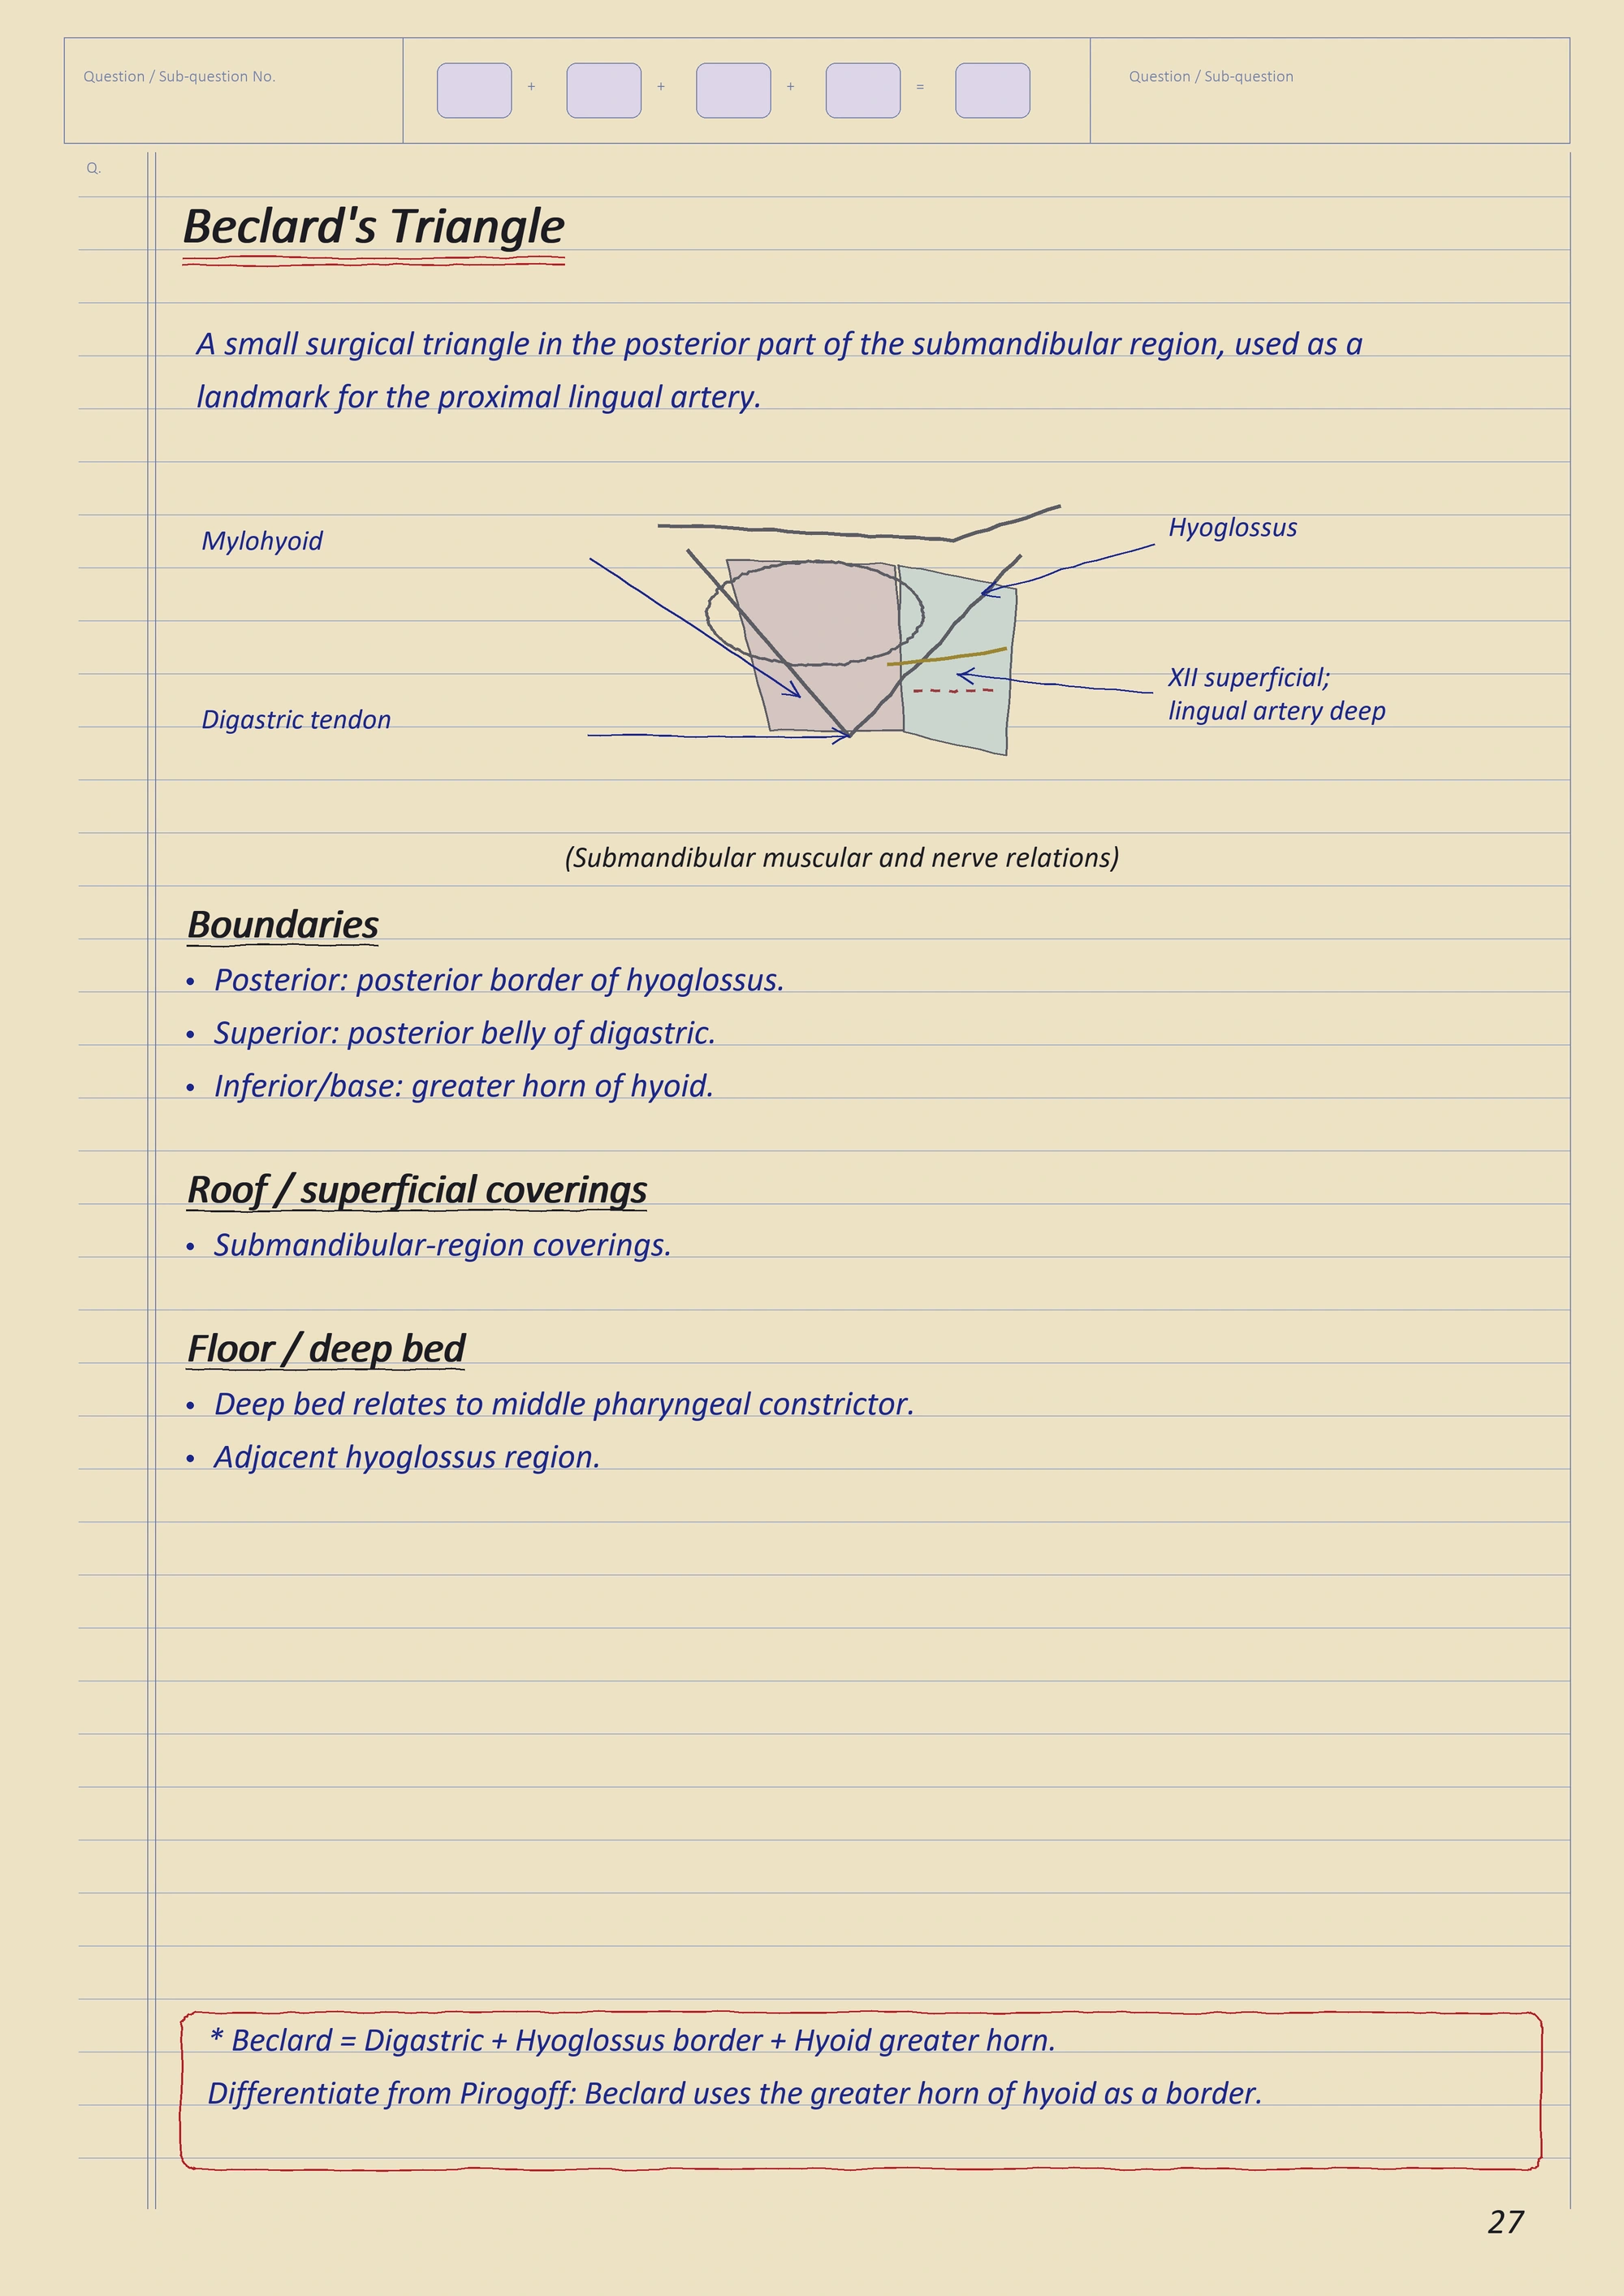 Question / Sub-question No.
+ + + =
Question / Sub-question
Q.
Beclard's Triangle
A small surgical triangle in the posterior part of the submandibular region, used as a
landmark for the proximal lingual artery.
Mylohyoid
Hyoglossus
XII superficial;
lingual artery deep
Digastric tendon
(Submandibular muscular and nerve relations)
Boundaries
• Posterior: posterior border of hyoglossus.
• Superior: posterior belly of digastric.
• Inferior/base: greater horn of hyoid.
Roof / superficial coverings
• Submandibular-region coverings.
Floor / deep bed
• Deep bed relates to middle pharyngeal constrictor.
• Adjacent hyoglossus region.
* Beclard = Digastric + Hyoglossus border + Hyoid greater horn.
Differentiate from Pirogoff: Beclard uses the greater horn of hyoid as a border.
27